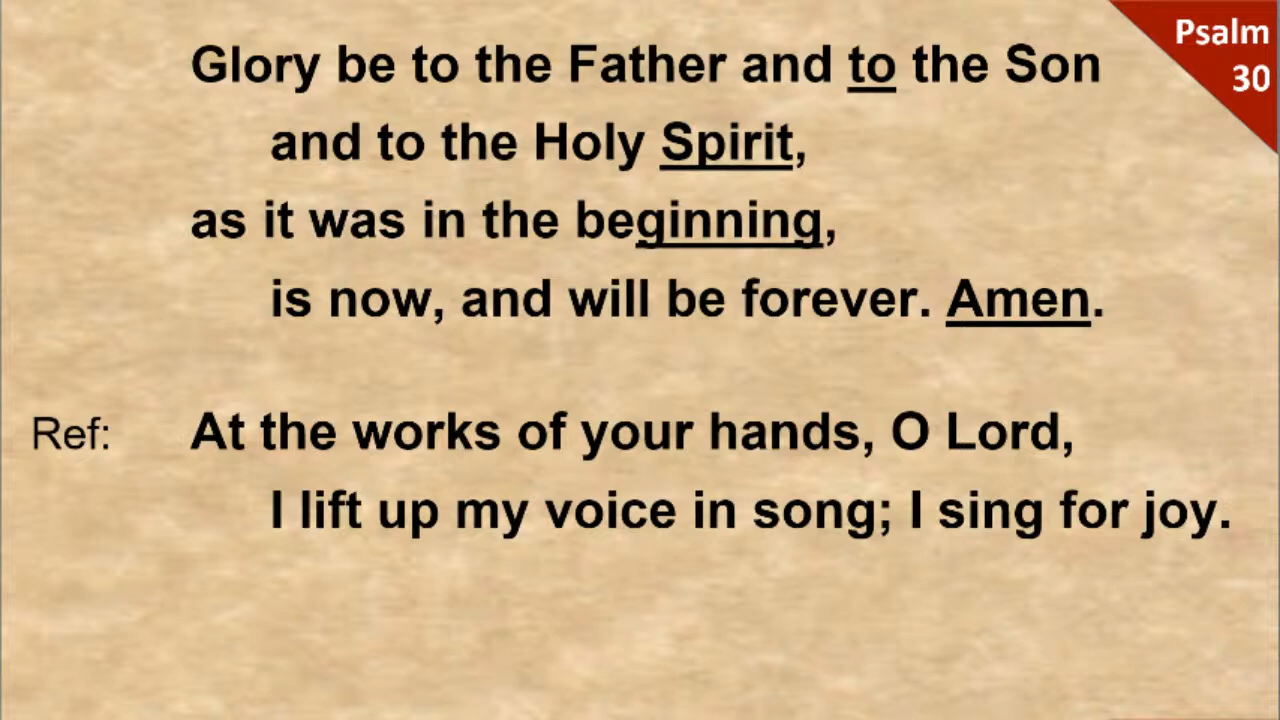 Psalm
30
Glory be to the Father and to the Son
and to the Holy Spirit,
as it was in the beginning,
is now, and will be forever. Amen.
Ref: At the works of your hands, O Lord,
I lift up my voice in song; I sing for joy.